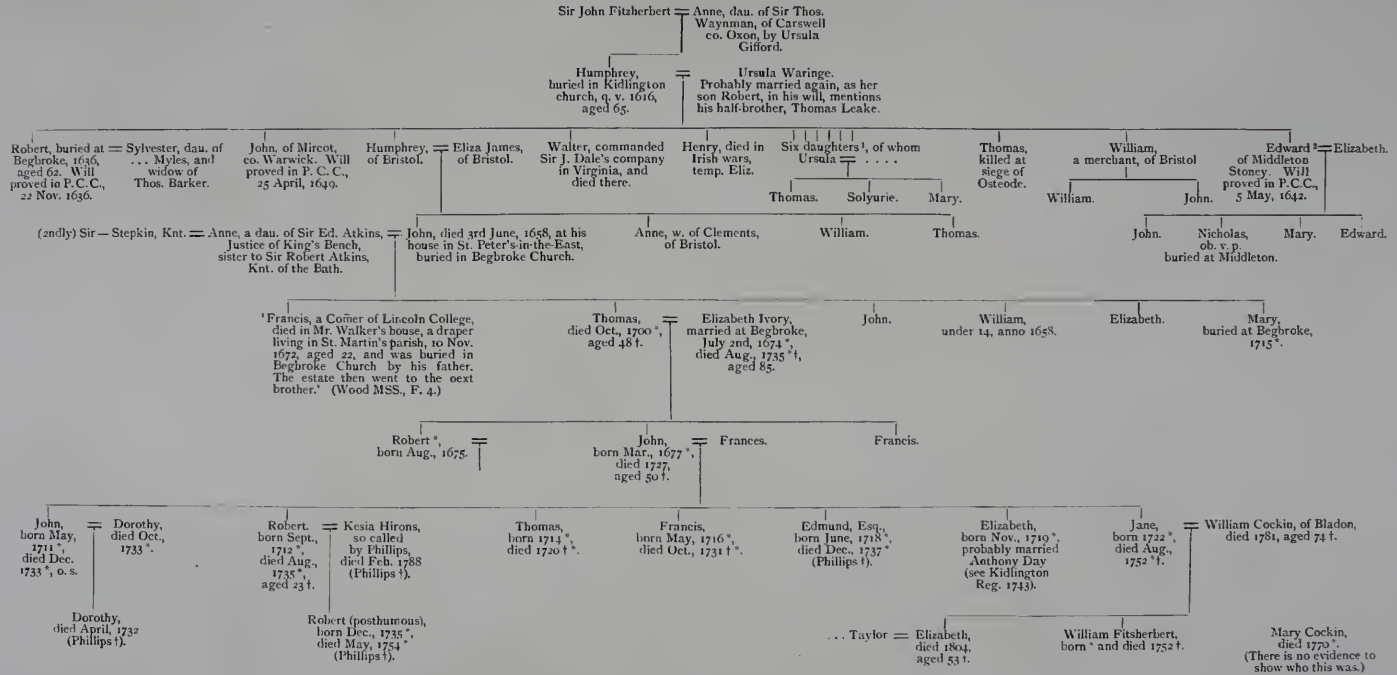 Sir John Fitzherbert = Anne, dau. of Sir Thos.
Waynman, of Carswell
co. Oxon, by Ursula
Gifford.
Humphrey,
buried in Kidlington
church, q. v. 1616,
aged 65.
=
Ursula Waringe.
Probably married again, as her
son Robert, in his will, mentions
his half-brother, Thomas Leake.
Robert, buried at
Begbroke, 1636,
aged 62. Will
proved in P.C.C.,
22 Nov. 1636.
= Sylvester, dau. of
... Myles, and
widow of
Thos. Barker.
John, of Mircot,
co. Warwick. Will
proved in P. C. C.,
25 April, 1649.
Humphrey,
of Bristol.
= Eliza James,
of Bristol.
Walter, commanded
Sir J. Dale's company
in Virginia, and
died there.
Henry, died in
Irish wars,
temp. Eliz.
Six daughters¹, of whom
Ursula = . . . .
Thomas,
killed at
siege of
Osteode.
William,
a merchant, of Bristol
Edward ² = Elizabeth.
of Middleton
Stoney. Will
proved in P.C.C.,
5 May, 1642.
Thomas. Solyurie. Mary.
William. John.
(2ndly) Sir — Stepkin, Knt. = Anne, a dau. of Sir Ed. Atkins,
Justice of King's Bench,
sister to Sir Robert Atkins,
Knt. of the Bath.
= John, died 3rd June, 1658, at his
house in St. Peter's-in-the-East,
buried in Begbroke Church.
Anne, w. of Clements,
of Bristol.
William. Thomas.
John. Nicholas,
ob. v. p.
buried at Middleton.
Mary. Edward.
'Francis, a Comer of Lincoln College,
died in Mr. Walker's house, a draper
living in St. Martin's parish, 10 Nov.
1672, aged 22, and was buried in
Begbroke Church by his father.
The estate then went to the oext
brother.' (Wood MSS., F. 4.)
Thomas,
died Oct., 1700 *,
aged 48 †.
=
Elizabeth Ivory,
married at Begbroke,
July 2nd, 1674 *,
died Aug., 1735 *†,
aged 85.
John.
William,
under 14, anno 1658.
Elizabeth.
Mary,
buried at Begbroke,
1715 *.
Robert *,
born Aug., 1675.
=
John,
born Mar., 1677 *,
died 1727,
aged 50 †.
= Frances.
Francis.
John,
born May,
1711 *,
died Dec.
1733 *, o. s.
= Dorothy,
died Oct.,
1733 *.
Robert.
born Sept.,
1712 *,
died Aug.,
1735 *,
aged 23 †.
= Kesia Hirons,
so called
by Phillips,
died Feb. 1788
(Phillips †).
Thomas,
born 1714 *,
died 1720 † *.
Francis,
born May, 1716 *,
died Oct., 1731 † *.
Edmund, Esq.,
born June, 1718 *,
died Dec., 1737 *
(Phillips †).
Elizabeth,
born Nov., 1719 *,
probably married
Anthony Day
(see Kidlington
Reg. 1743).
Jane,
born 1722 *,
died Aug.,
1752 *†.
= William Cockin, of Bladon,
died 1781, aged 74 †.
Dorothy,
died April, 1732
(Phillips †).
Robert (posthumous),
born Dec., 1735 *,
died May, 1754 *
(Phillips †).
... Taylor = Elizabeth,
died 1804,
aged 53 †.
William Fitsherbert,
born * and died 1752 †.
Mary Cockin,
died 1770 *.
(There is no evidence to
show who this was.)